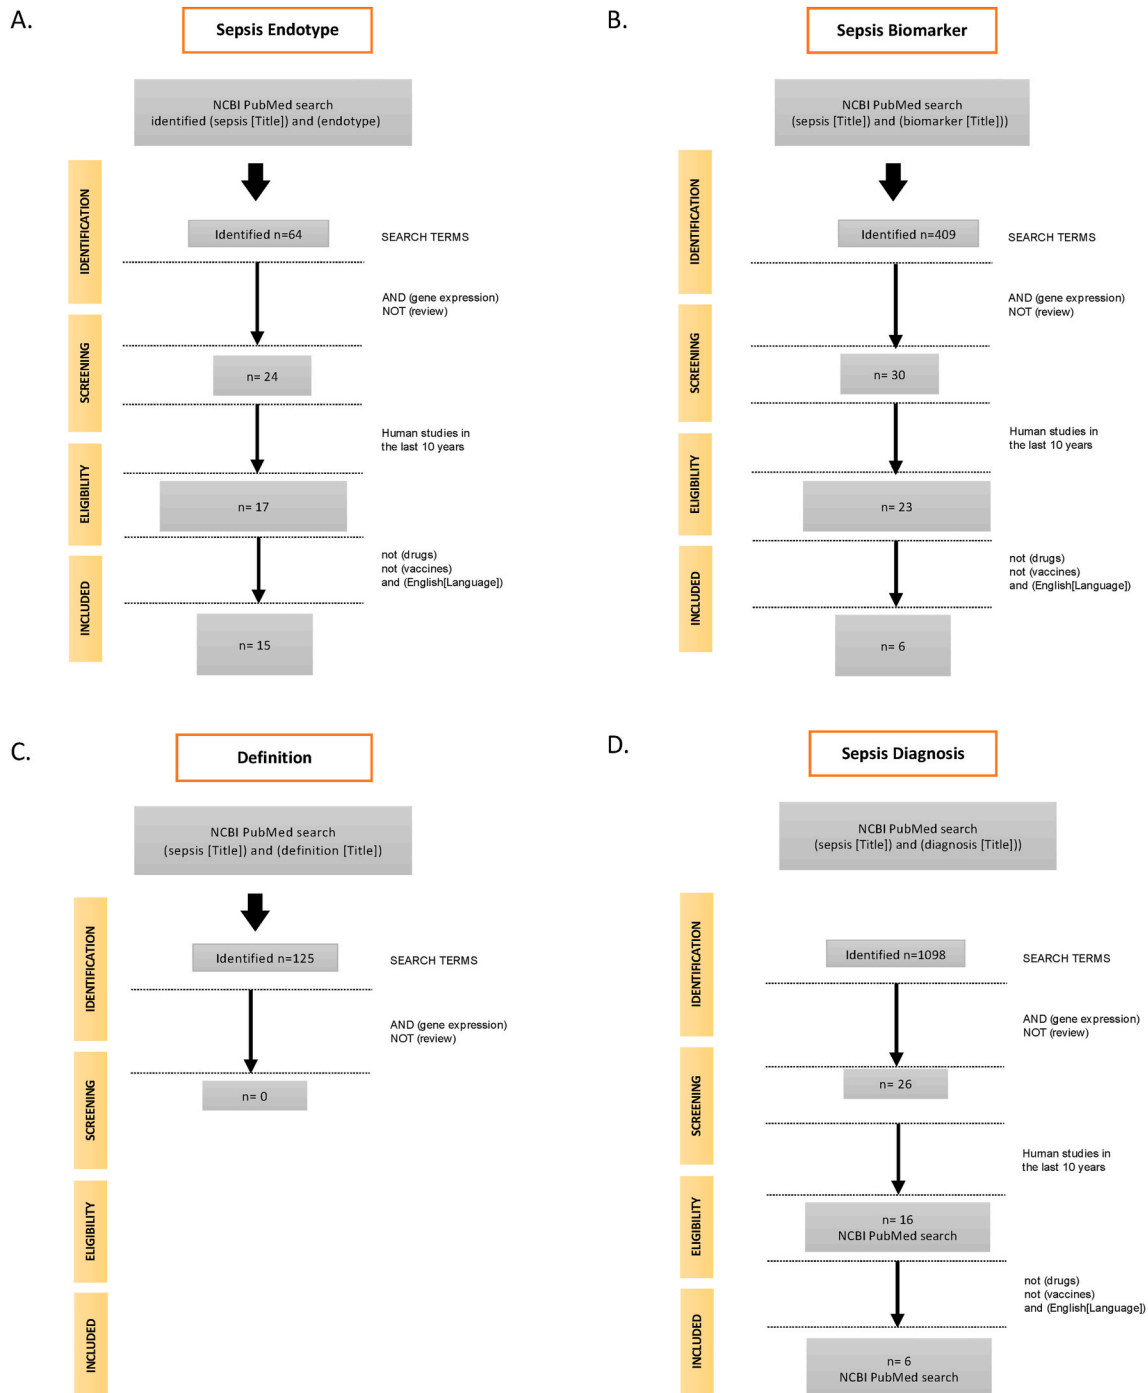 A.
Sepsis Endotype
NCBI PubMed search
identified (sepsis [Title]) and (endotype)
IDENTIFICATION
Identified n=64
SEARCH TERMS
AND (gene expression)
NOT (review)
SCREENING
n= 24
Human studies in
the last 10 years
ELIGIBILITY
n= 17
not (drugs)
not (vaccines)
and (English[Language])
INCLUDED
n= 15
B.
Sepsis Biomarker
NCBI PubMed search
(sepsis [Title]) and (biomarker [Title]))
IDENTIFICATION
Identified n=409
SEARCH TERMS
AND (gene expression)
NOT (review)
SCREENING
n= 30
Human studies in
the last 10 years
ELIGIBILITY
n= 23
not (drugs)
not (vaccines)
and (English[Language])
INCLUDED
n= 6
C.
Definition
NCBI PubMed search
(sepsis [Title]) and (definition [Title])
IDENTIFICATION
Identified n=125
SEARCH TERMS
AND (gene expression)
NOT (review)
SCREENING
n= 0
ELIGIBILITY
INCLUDED
D.
Sepsis Diagnosis
NCBI PubMed search
(sepsis [Title]) and (diagnosis [Title]))
IDENTIFICATION
Identified n=1098
SEARCH TERMS
AND (gene expression)
NOT (review)
SCREENING
n= 26
Human studies in
the last 10 years
ELIGIBILITY
n= 16
NCBI PubMed search
not (drugs)
not (vaccines)
and (English[Language])
INCLUDED
n= 6
NCBI PubMed search